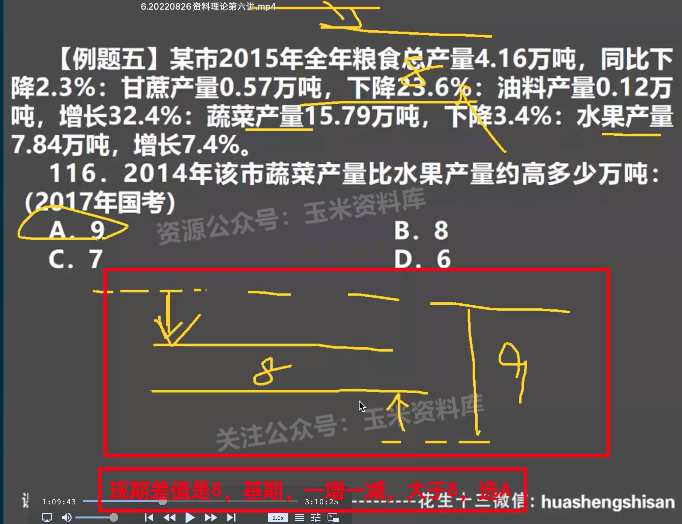 6.20220826资料理论第六讲.mp4
【例题五】某市2015年全年粮食总产量4.16万吨，同比下
降2.3%：甘蔗产量0.57万吨，下降23.6%：油料产量0.12万
吨，增长32.4%：蔬菜产量15.79万吨，下降3.4%：水果产量
7.84万吨，增长7.4%。
116．2014年该市蔬菜产量比水果产量约高多少万吨：
（2017年国考）
A．9
B．8
C．7
D．6
资源公众号：玉米资料库
8
9
关注公众号：玉米资料库
现期差值是8，基期，一增一减，大于8，选A
1:09:43
3:10:28
---------花生十三微信：huashengshisan